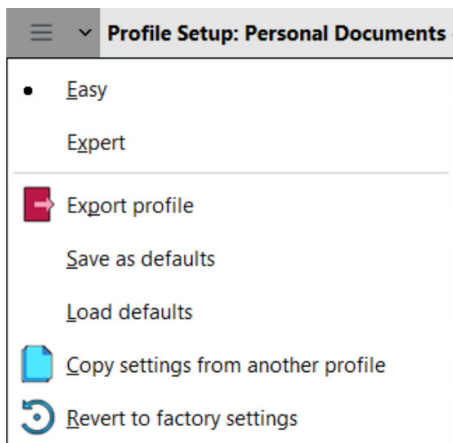 Profile Setup: Personal Documents
Easy
Expert
Export profile
Save as defaults
Load defaults
Copy settings from another profile
Revert to factory settings